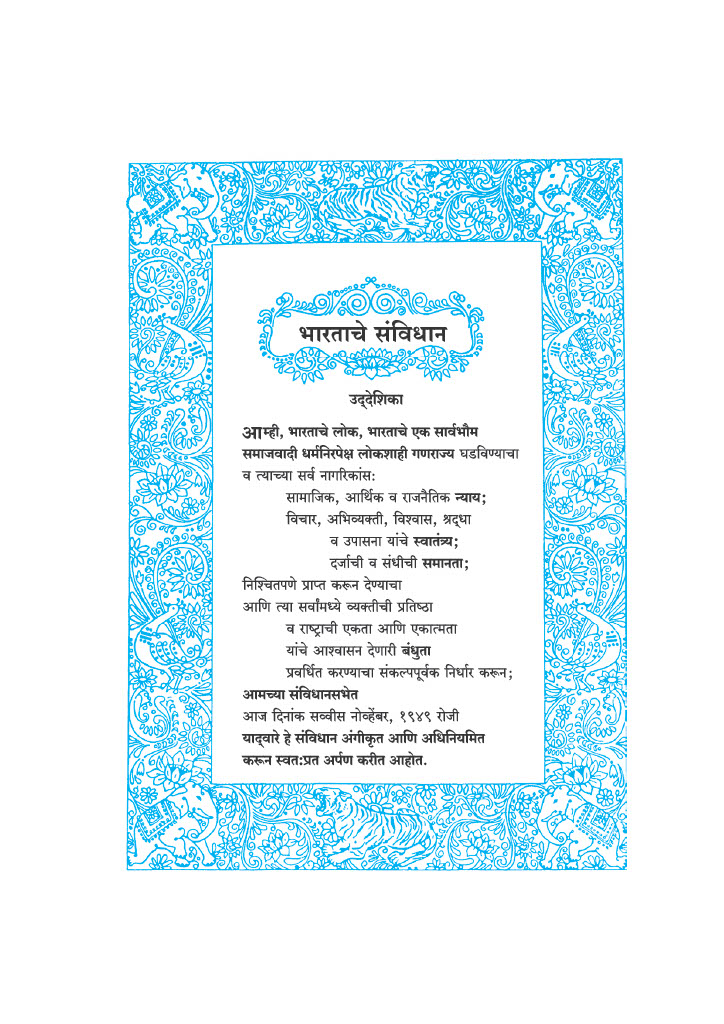 भारताचे संविधान
उद्‌देशिका
आम्ही, भारताचे लोक, भारताचे एक सार्वभौम
समाजवादी धर्मनिरपेक्ष लोकशाही गणराज्य घडविण्याचा
व त्याच्या सर्व नागरिकांस:
सामाजिक, आर्थिक व राजनैतिक न्याय;
विचार, अभिव्यक्ती, विश्वास, श्रद्‌धा
व उपासना यांचे स्वातंत्र्य;
दर्जाची व संधीची समानता;
निश्चितपणे प्राप्त करून देण्याचा
आणि त्या सर्वांमध्ये व्यक्तीची प्रतिष्ठा
व राष्ट्राची एकता आणि एकात्मता
यांचे आश्वासन देणारी बंधुता
प्रवर्धित करण्याचा संकल्पपूर्वक निर्धार करून;
आमच्या संविधानसभेत
आज दिनांक सव्वीस नोव्हेंबर, १९४९ रोजी
याद्‌वारे हे संविधान अंगीकृत आणि अधिनियमित
करून स्वत:प्रत अर्पण करीत आहोत.